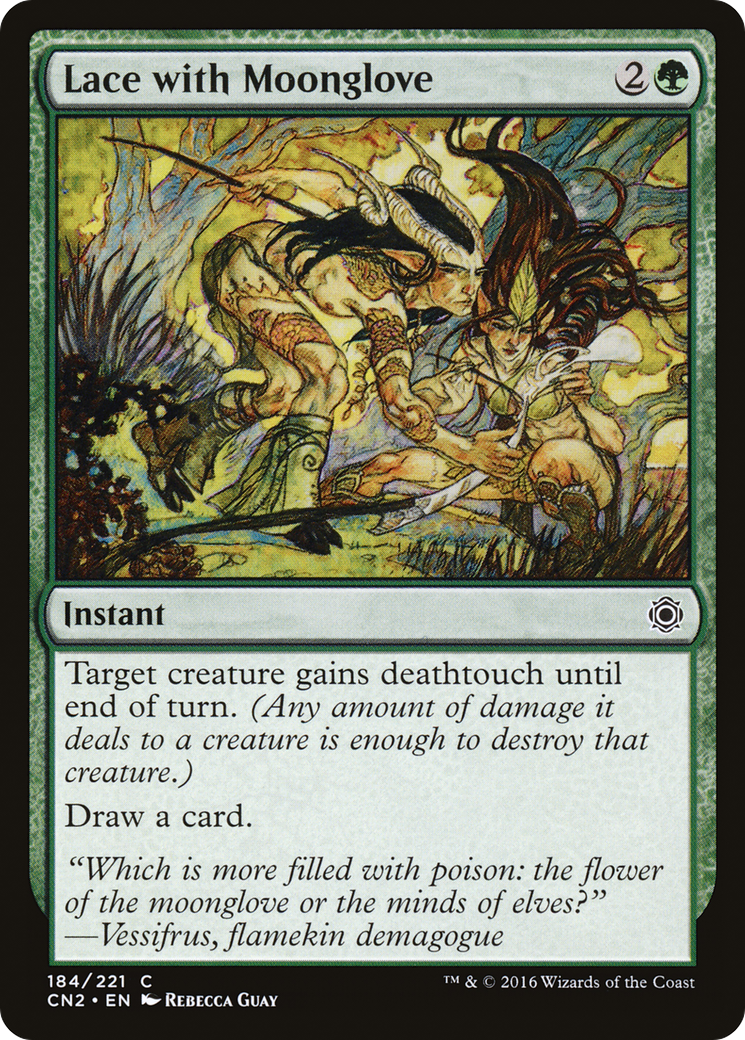 Lace with Moonglove 2
Instant
Target creature gains deathtouch until
end of turn. (Any amount of damage it
deals to a creature is enough to destroy that
creature.)
Draw a card.
“Which is more filled with poison: the flower
of the moonglove or the minds of elves?”
—Vessifrus, flamekin demagogue
184/221 C
CN2 • EN Rebecca Guay
™ & © 2016 Wizards of the Coast